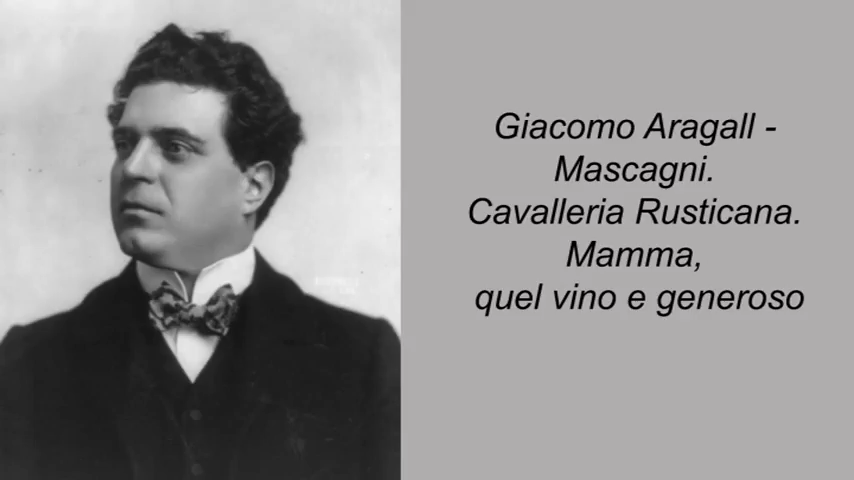 Giacomo Aragall -
Mascagni.
Cavalleria Rusticana.
Mamma,
quel vino e generoso